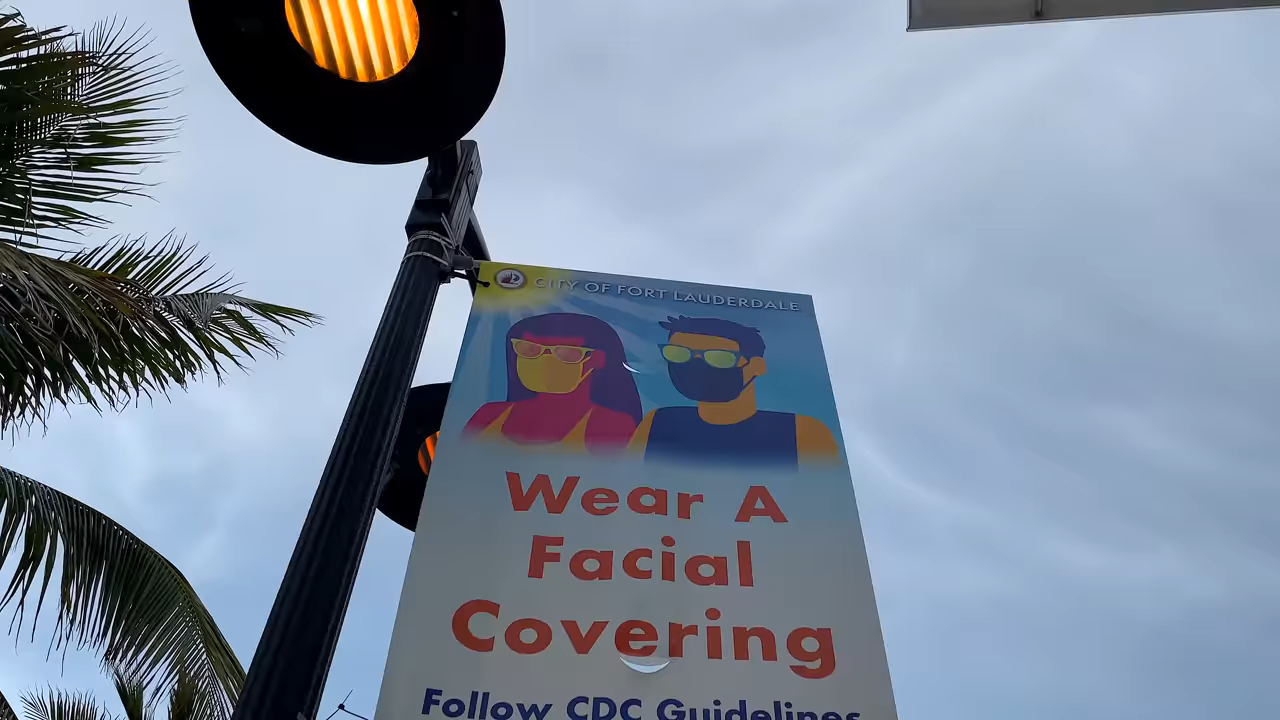 CITY OF FORT LAUDERDALE
Wear A
Facial
Covering
Follow CDC Guidelines